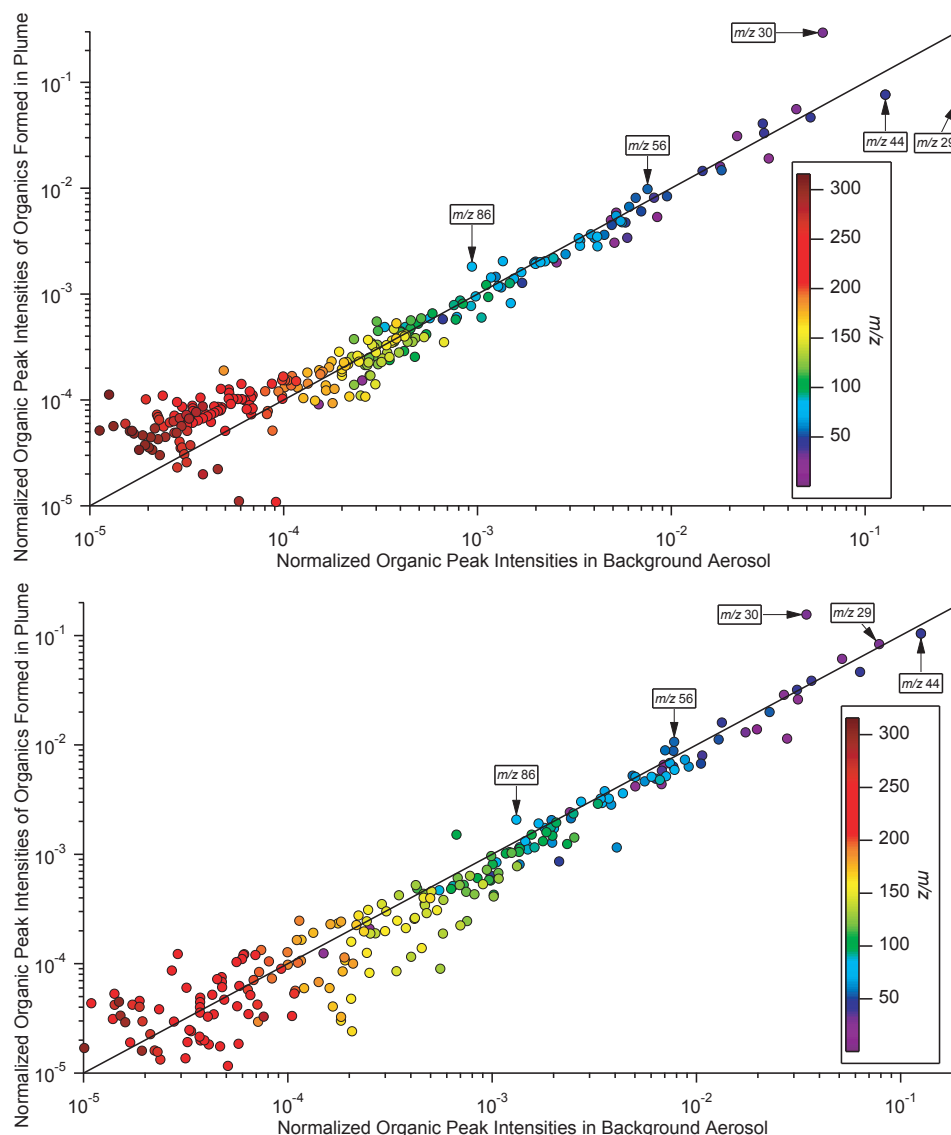 Normalized Organic Peak Intensities of Organics Formed in Plume
10-1
10-2
10-3
10-4
10-5
m/z 30
m/z 44
m/z 29
m/z 56
m/z 86
300
250
200
150
100
50
m/z
10-5
10-4
10-3
10-2
10-1
Normalized Organic Peak Intensities in Background Aerosol
Normalized Organic Peak Intensities of Organics Formed in Plume
10-1
10-2
10-3
10-4
10-5
m/z 30
m/z 29
m/z 44
m/z 56
m/z 86
300
250
200
150
100
50
m/z
10-5
10-4
10-3
10-2
10-1
Normalized Organic Peak Intensities in Background Aerosol